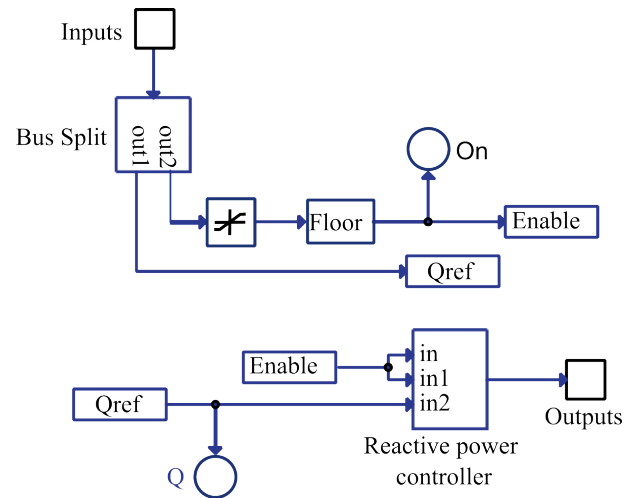 Inputs
Bus Split
out1
out2
On
Floor
Enable
Qref
Enable
in
in1
in2
Qref
Outputs
Reactive power
controller
Q